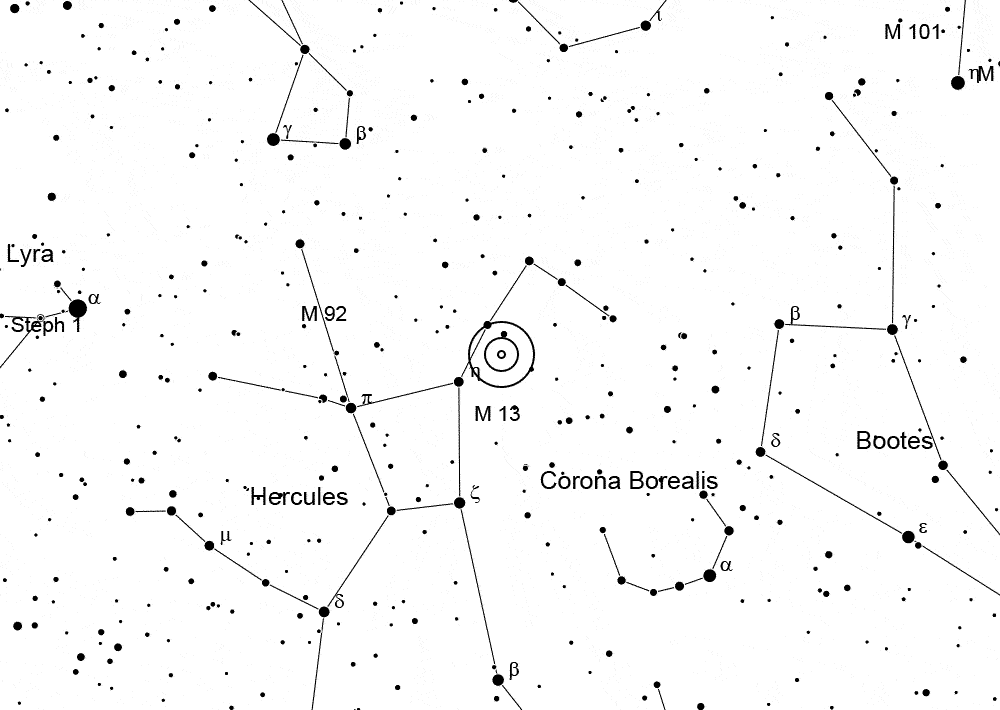 ι
M 101
ηM
γ
β
Lyra
α
Steph 1
M 92
β
γ
η
π
M 13
δ
Bootes
Corona Borealis
Hercules
ζ
μ
ε
α
δ
β